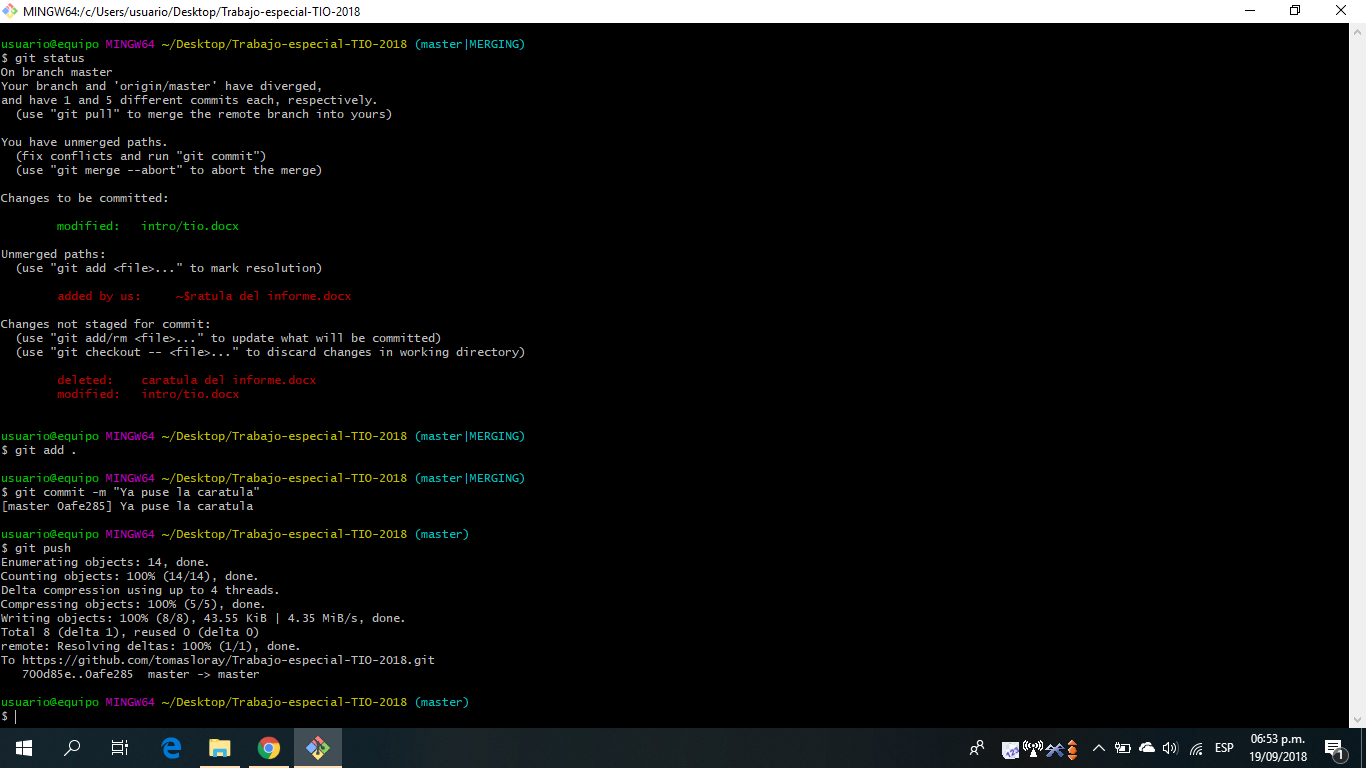 MINGW64:/c/Users/usuario/Desktop/Trabajo-especial-TIO-2018
usuario@equipo MINGW64 ~/Desktop/Trabajo-especial-TIO-2018 (master|MERGING)
$ git status
On branch master
Your branch and 'origin/master' have diverged,
and have 1 and 5 different commits each, respectively.
  (use "git pull" to merge the remote branch into yours)
You have unmerged paths.
  (fix conflicts and run "git commit")
  (use "git merge --abort" to abort the merge)
Changes to be committed:
        modified:   intro/tio.docx
Unmerged paths:
  (use "git add <file>..." to mark resolution)
        added by us:     ~$ratula del informe.docx
Changes not staged for commit:
  (use "git add/rm <file>..." to update what will be committed)
  (use "git checkout -- <file>..." to discard changes in working directory)
        deleted:    caratula del informe.docx
        modified:   intro/tio.docx
usuario@equipo MINGW64 ~/Desktop/Trabajo-especial-TIO-2018 (master|MERGING)
$ git add .
usuario@equipo MINGW64 ~/Desktop/Trabajo-especial-TIO-2018 (master|MERGING)
$ git commit -m "Ya puse la caratula"
[master 0afe285] Ya puse la caratula
usuario@equipo MINGW64 ~/Desktop/Trabajo-especial-TIO-2018 (master)
$ git push
Enumerating objects: 14, done.
Counting objects: 100% (14/14), done.
Delta compression using up to 4 threads.
Compressing objects: 100% (5/5), done.
Writing objects: 100% (8/8), 43.55 KiB | 4.35 MiB/s, done.
Total 8 (delta 1), reused 0 (delta 0)
remote: Resolving deltas: 100% (1/1), done.
To https://github.com/tomasloray/Trabajo-especial-TIO-2018.git
   700d85e..0afe285  master -> master
usuario@equipo MINGW64 ~/Desktop/Trabajo-especial-TIO-2018 (master)
$
ESP
06:53 p.m.
19/09/2018
1